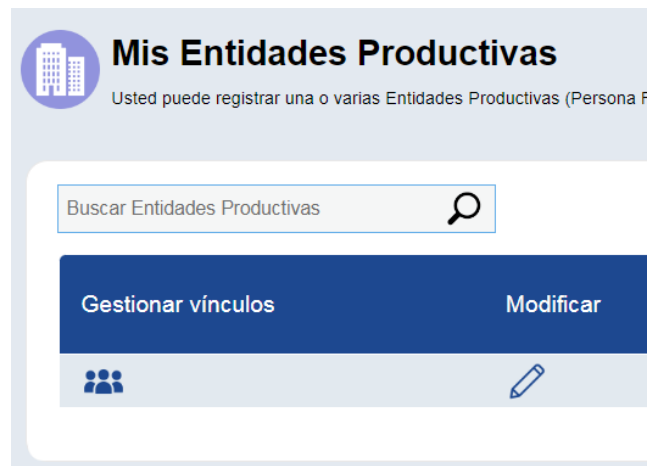 Mis Entidades Productivas
Usted puede registrar una o varias Entidades Productivas (Persona
Buscar Entidades Productivas
Gestionar vínculos Modificar